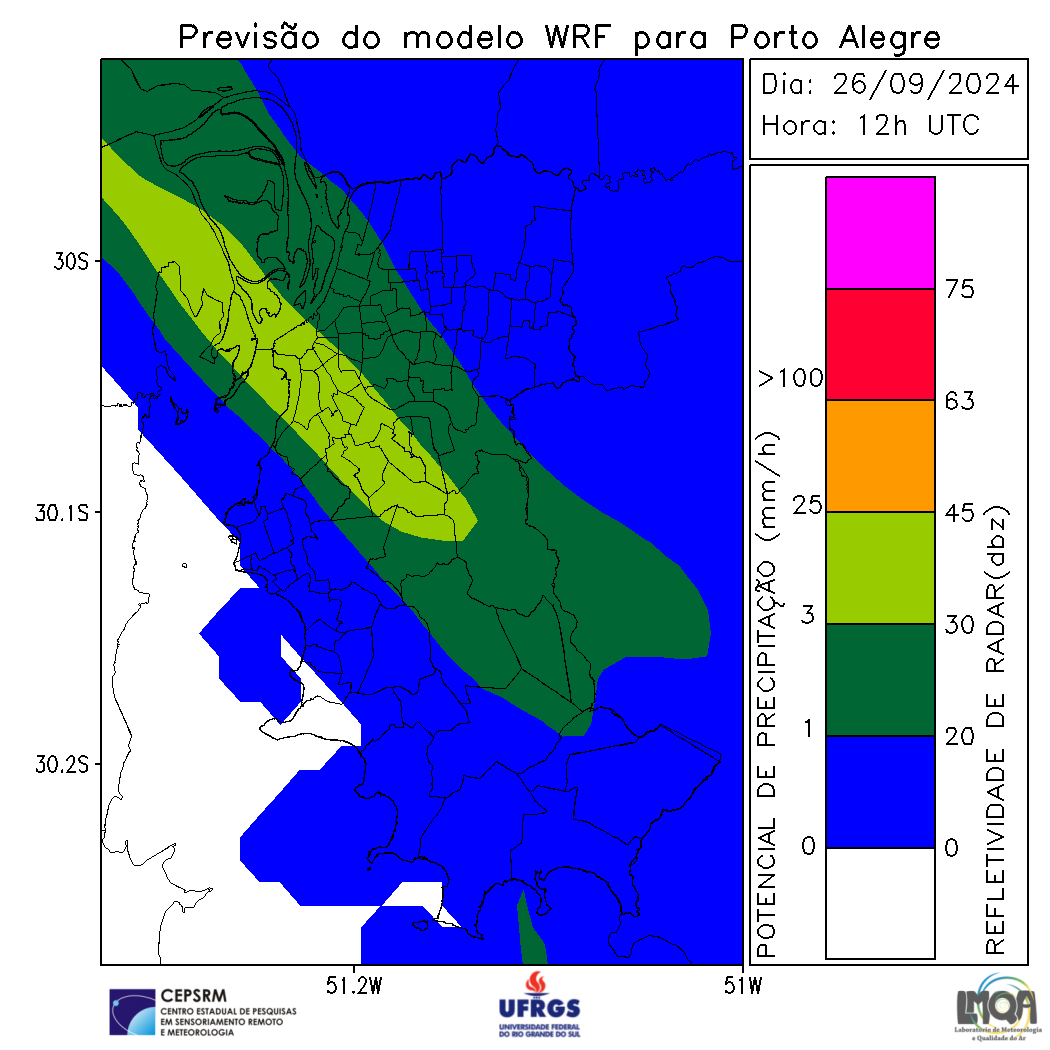 Previsão do modelo WRF para Porto Alegre
Dia: 26/09/2024
Hora: 12h UTC
30S
30.1S
30.2S
51.2W
51W
POTENCIAL DE PRECIPITAÇÃO (mm/h)
>100
25
3
1
0
75
63
45
30
20
0
REFLETIVIDADE DE RADAR(dbz)
CEPSRM
CENTRO ESTADUAL DE PESQUISAS
EM SENSORIAMENTO REMOTO
E METEOROLOGIA
UFRGS
UNIVERSIDADE FEDERAL
DO RIO GRANDE DO SUL
LMQA
Laboratório de Meteorologia
e Qualidade do Ar